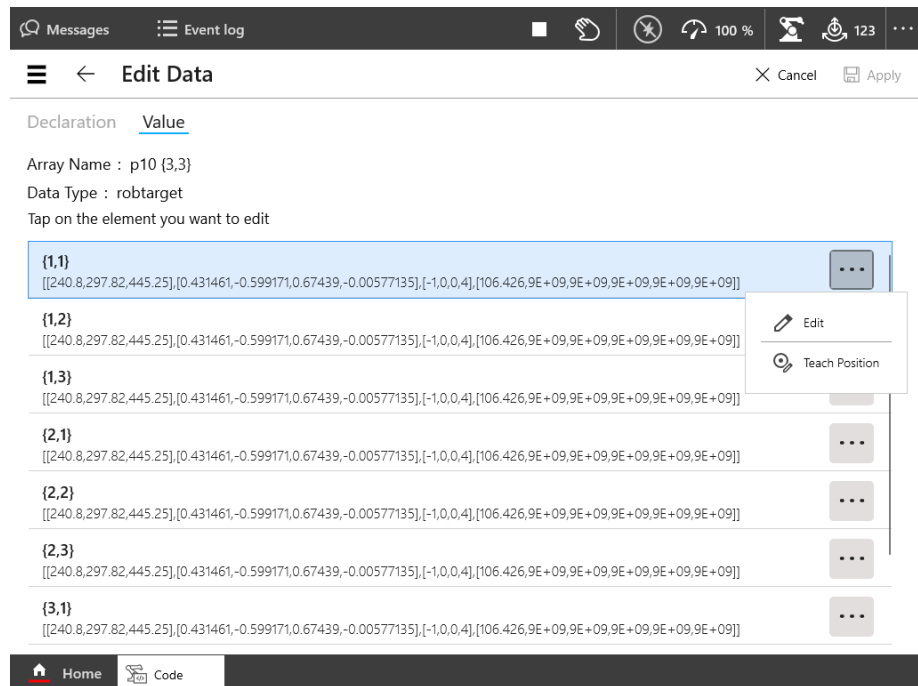 Messages
Event log
100 %
123
Edit Data
Cancel
Apply
Declaration
Value
Array Name : p10 {3,3}
Data Type : robtarget
Tap on the element you want to edit
{1,1}
[[240.8,297.82,445.25],[0.431461,-0.599171,0.67439,-0.00577135],[-1,0,0,4],[106.426,9E+09,9E+09,9E+09,9E+09,9E+09]]
{1,2}
[[240.8,297.82,445.25],[0.431461,-0.599171,0.67439,-0.00577135],[-1,0,0,4],[106.426,9E+09,9E+09,9E+09,9E+09,9E+09]]
Edit
Teach Position
{1,3}
[[240.8,297.82,445.25],[0.431461,-0.599171,0.67439,-0.00577135],[-1,0,0,4],[106.426,9E+09,9E+09,9E+09,9E+09,9E+09]]
{2,1}
[[240.8,297.82,445.25],[0.431461,-0.599171,0.67439,-0.00577135],[-1,0,0,4],[106.426,9E+09,9E+09,9E+09,9E+09,9E+09]]
{2,2}
[[240.8,297.82,445.25],[0.431461,-0.599171,0.67439,-0.00577135],[-1,0,0,4],[106.426,9E+09,9E+09,9E+09,9E+09,9E+09]]
{2,3}
[[240.8,297.82,445.25],[0.431461,-0.599171,0.67439,-0.00577135],[-1,0,0,4],[106.426,9E+09,9E+09,9E+09,9E+09,9E+09]]
{3,1}
[[240.8,297.82,445.25],[0.431461,-0.599171,0.67439,-0.00577135],[-1,0,0,4],[106.426,9E+09,9E+09,9E+09,9E+09,9E+09]]
Home
Code